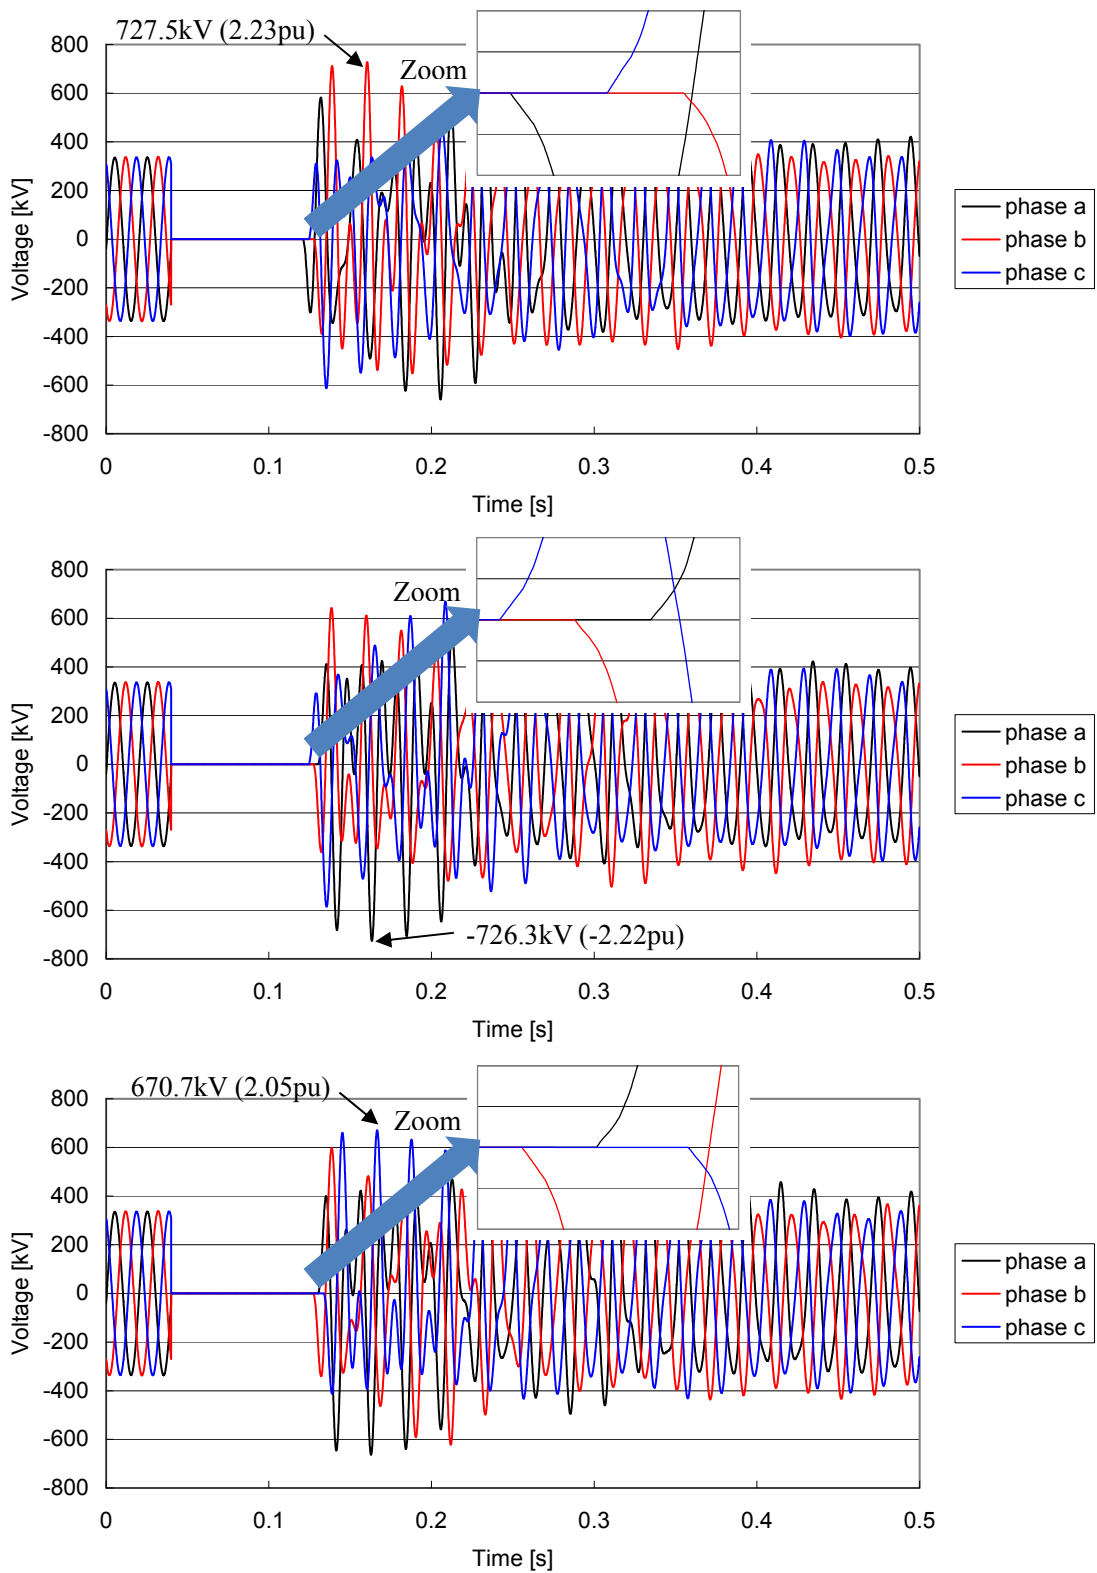 727.5kV (2.23pu)
Zoom
800
600
400
200
0
-200
-400
-600
-800
Voltage [kV]
0 0.1 0.2 0.3 0.4 0.5
Time [s]
phase a
phase b
phase c
800
600
400
200
0
-200
-400
-600
-800
Voltage [kV]
Zoom
-726.3kV (-2.22pu)
0 0.1 0.2 0.3 0.4 0.5
Time [s]
phase a
phase b
phase c
670.7kV (2.05pu)
Zoom
800
600
400
200
0
-200
-400
-600
-800
Voltage [kV]
0 0.1 0.2 0.3 0.4 0.5
Time [s]
phase a
phase b
phase c